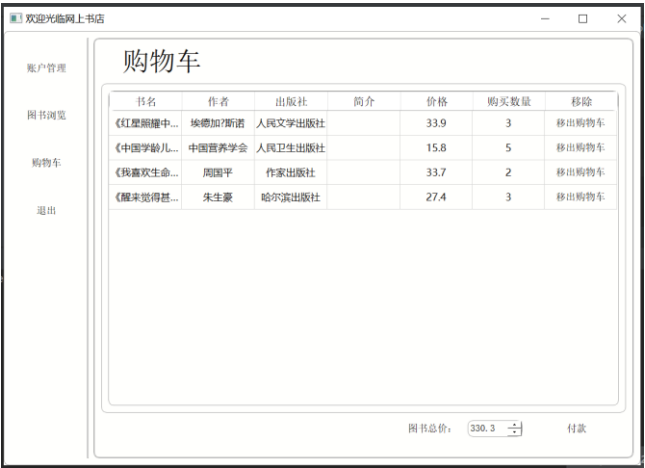 欢迎光临网上书店
账户管理
图书浏览
购物车
退出
购物车
书名 作者 出版社 简介 价格 购买数量 移除
《红星照耀中... 埃德加?斯诺 人民文学出版社 33.9 3 移出购物车
《中国学龄儿... 中国营养学会 人民卫生出版社 15.8 5 移出购物车
《我喜欢生命... 周国平 作家出版社 33.7 2 移出购物车
《醒来觉得甚... 朱生豪 哈尔滨出版社 27.4 3 移出购物车
图书总价： 330.3 付款